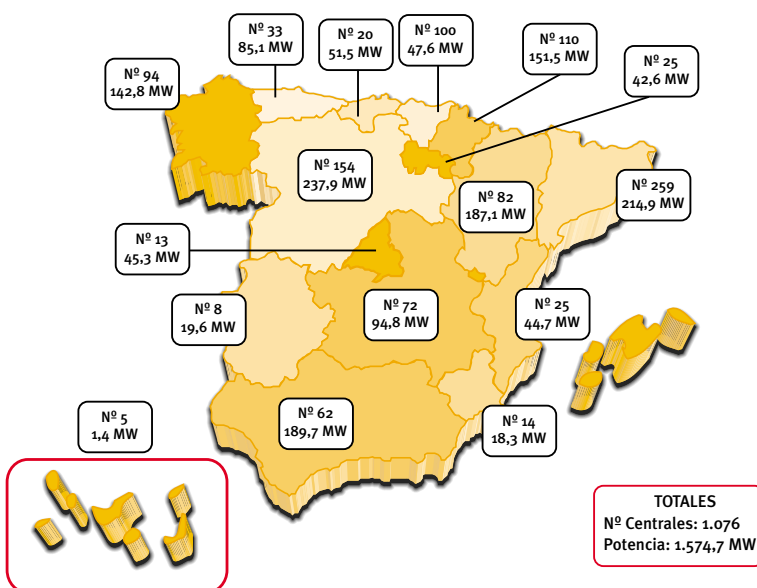 Nº 33
85,1 MW
Nº 20
51,5 MW
Nº 100
47,6 MW
Nº 110
151,5 MW
Nº 25
42,6 MW
Nº 94
142,8 MW
Nº 154
237,9 MW
Nº 82
187,1 MW
Nº 259
214,9 MW
Nº 13
45,3 MW
Nº 8
19,6 MW
Nº 72
94,8 MW
Nº 25
44,7 MW
Nº 62
189,7 MW
Nº 14
18,3 MW
Nº 5
1,4 MW
TOTALES
Nº Centrales: 1.076
Potencia: 1.574,7 MW